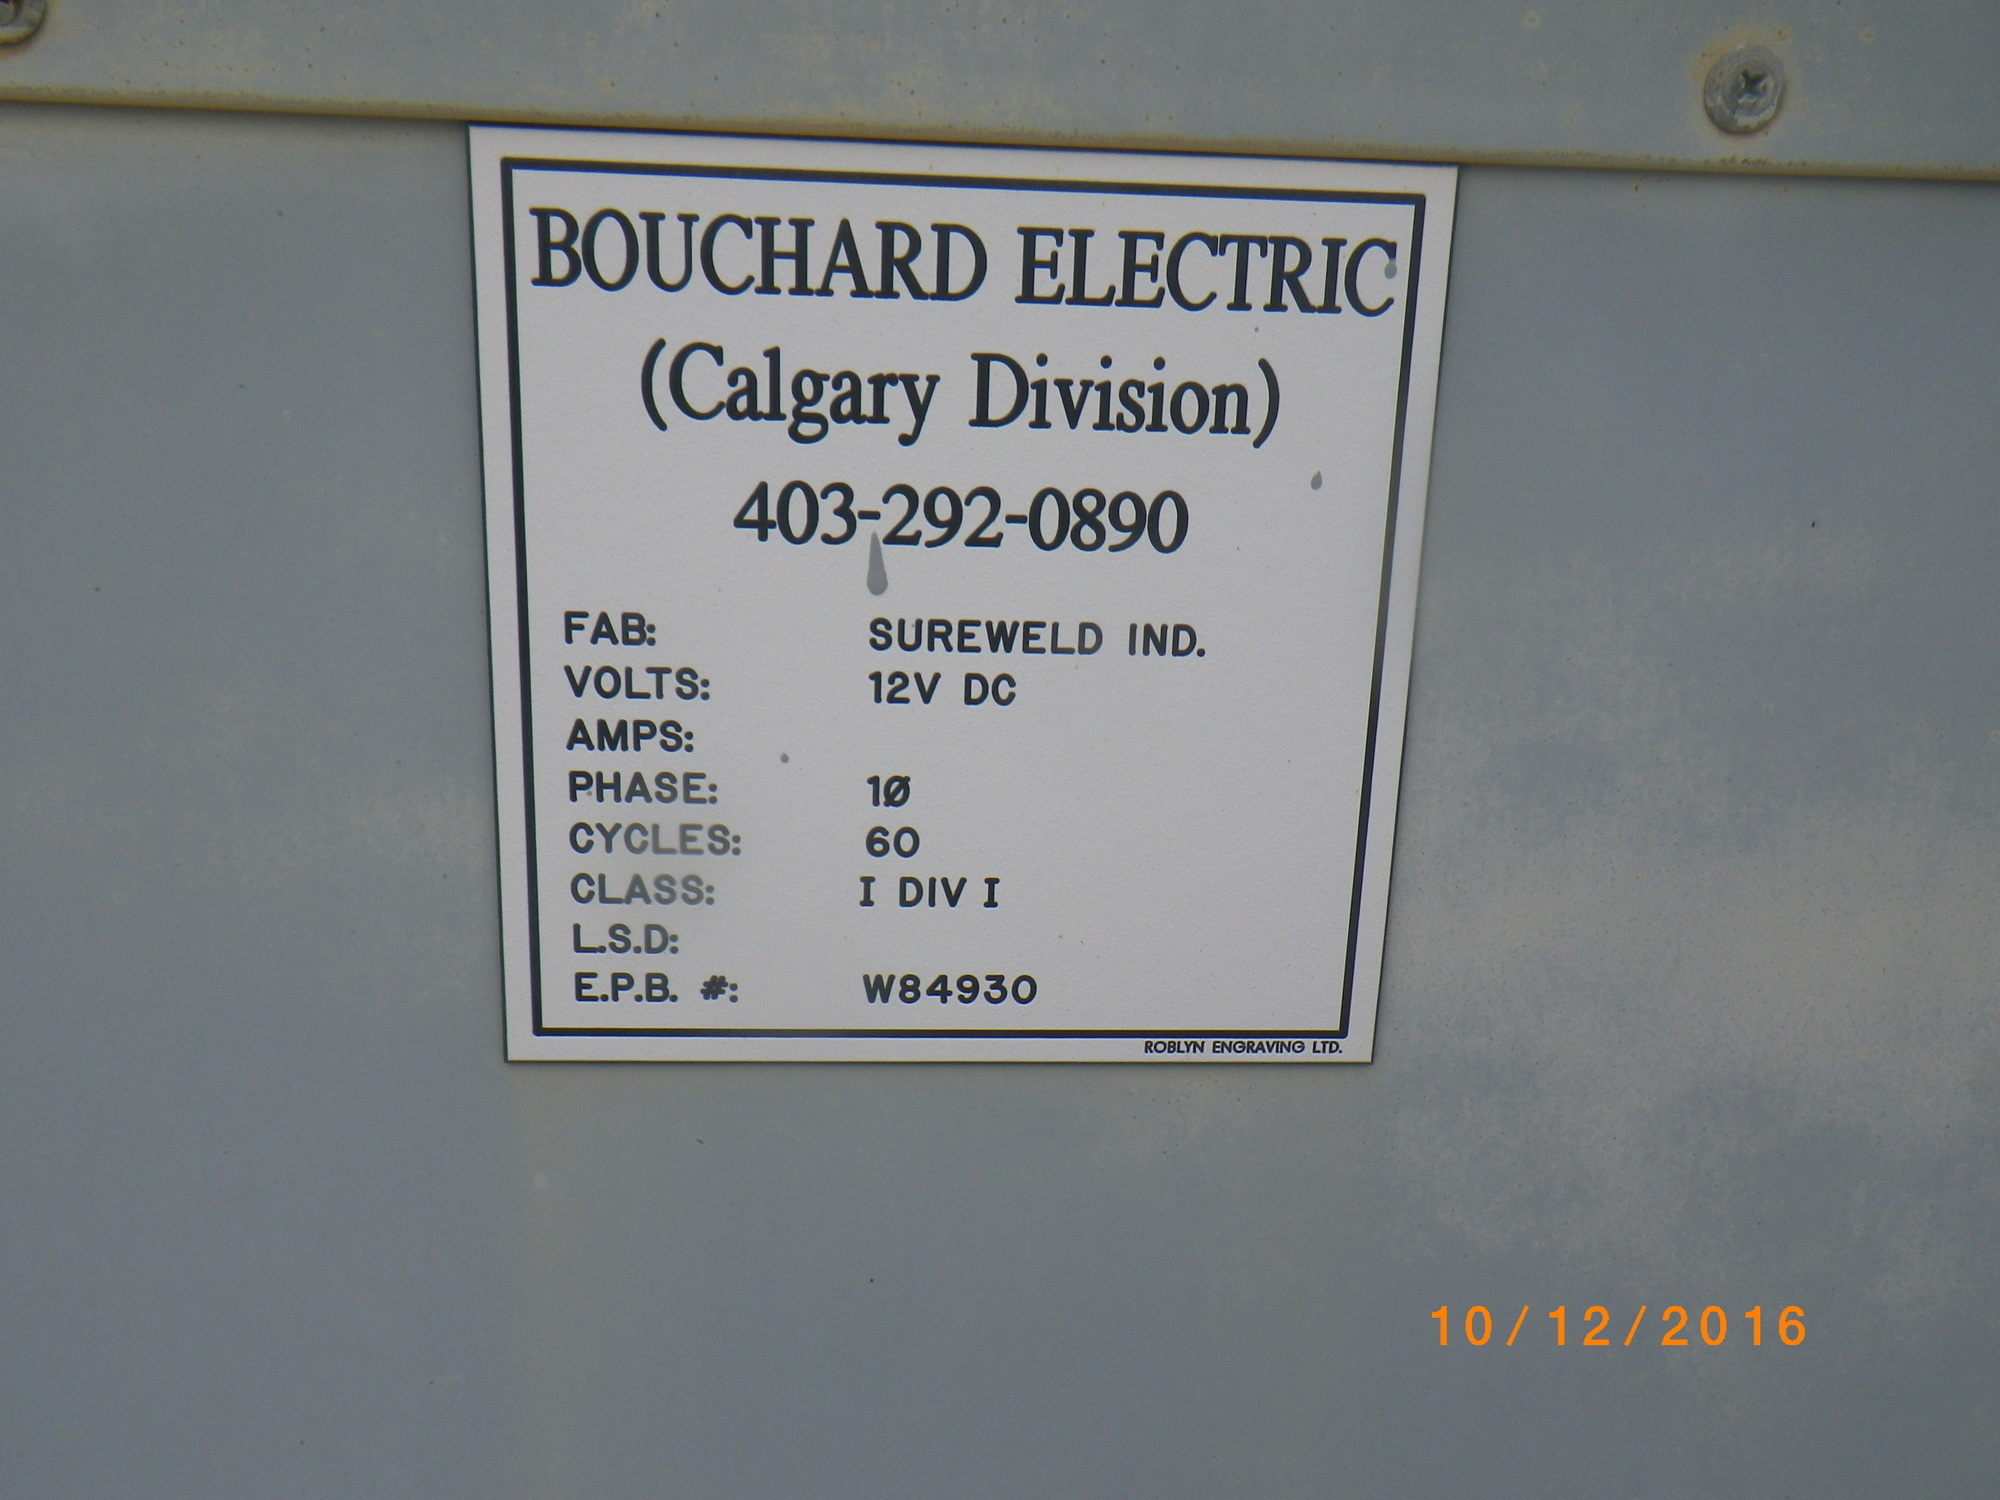 BOUCHARD ELECTRIC
(Calgary Division)
403-292-0890
FAB: SUREWELD IND.
VOLTS: 12V DC
AMPS:
PHASE: 1Ø
CYCLES: 60
CLASS: I DIV I
L.S.D:
E.P.B. #: W84930
ROBLYN ENGRAVING LTD.
10/12/2016